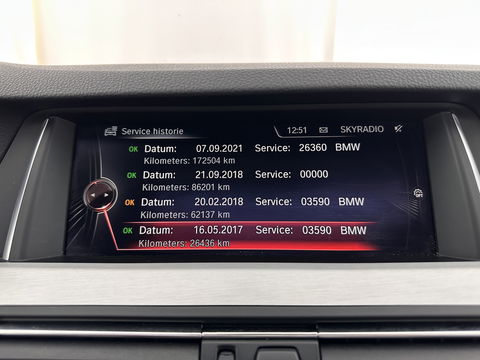 Service historie 12:51 SKYRADIO
OK Datum: 07.09.2021 Service: 26360 BMW
Kilometers: 172504 km
OK Datum: 21.09.2018 Service: 00000
Kilometers: 86201 km
OK Datum: 20.02.2018 Service: 03590 BMW
Kilometers: 62137 km
OK Datum: 16.05.2017 Service: 03590 BMW
Kilometers: 26436 km